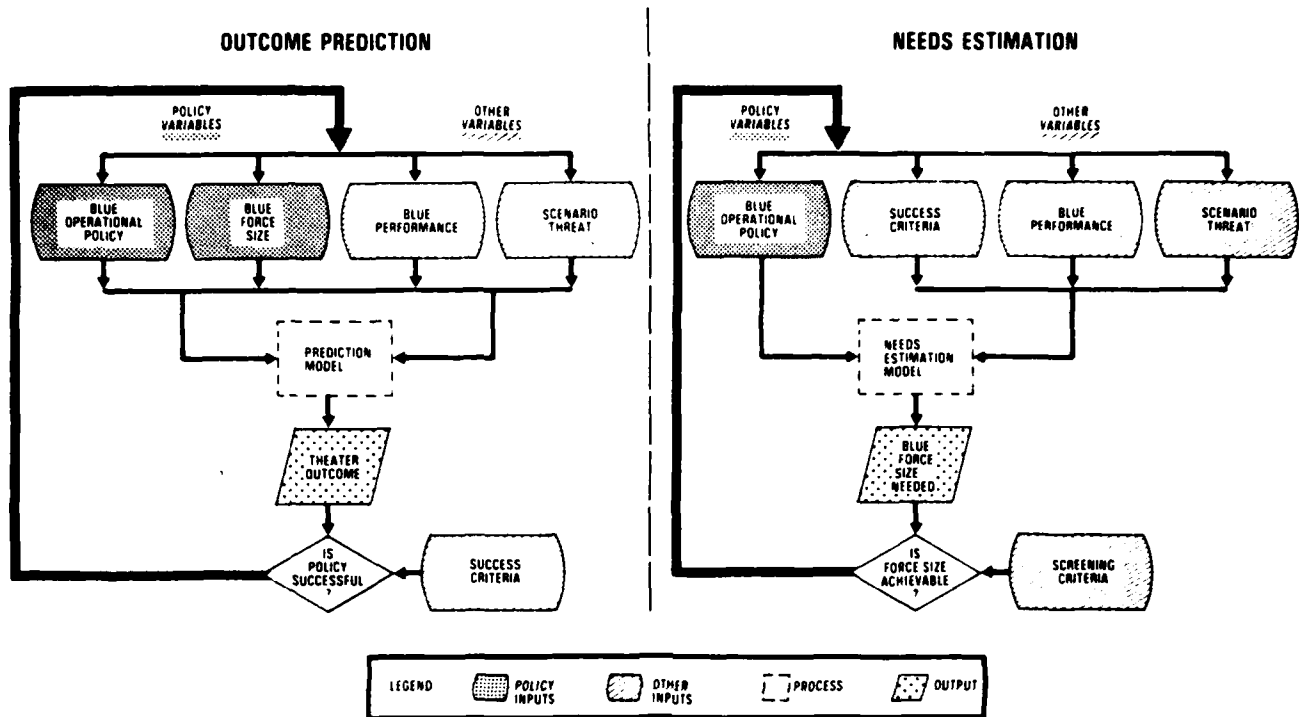 OUTCOME PREDICTION
POLICY
VARIABLES
OTHER
VARIABLES
BLUE
OPERATIONAL
POLICY
BLUE
FORCE
SIZE
BLUE
PERFORMANCE
SCENARIO
THREAT
PREDICTION
MODEL
THEATER
OUTCOME
IS
POLICY
SUCCESSFUL
?
SUCCESS
CRITERIA
NEEDS ESTIMATION
POLICY
VARIABLES
OTHER
VARIABLES
BLUE
OPERATIONAL
POLICY
SUCCESS
CRITERIA
BLUE
PERFORMANCE
SCENARIO
THREAT
NEEDS
ESTIMATION
MODEL
BLUE
FORCE
SIZE
NEEDED
IS
FORCE SIZE
ACHIEVABLE
?
SCREENING
CRITERIA
LEGEND
POLICY
INPUTS
OTHER
INPUTS
PROCESS
OUTPUT